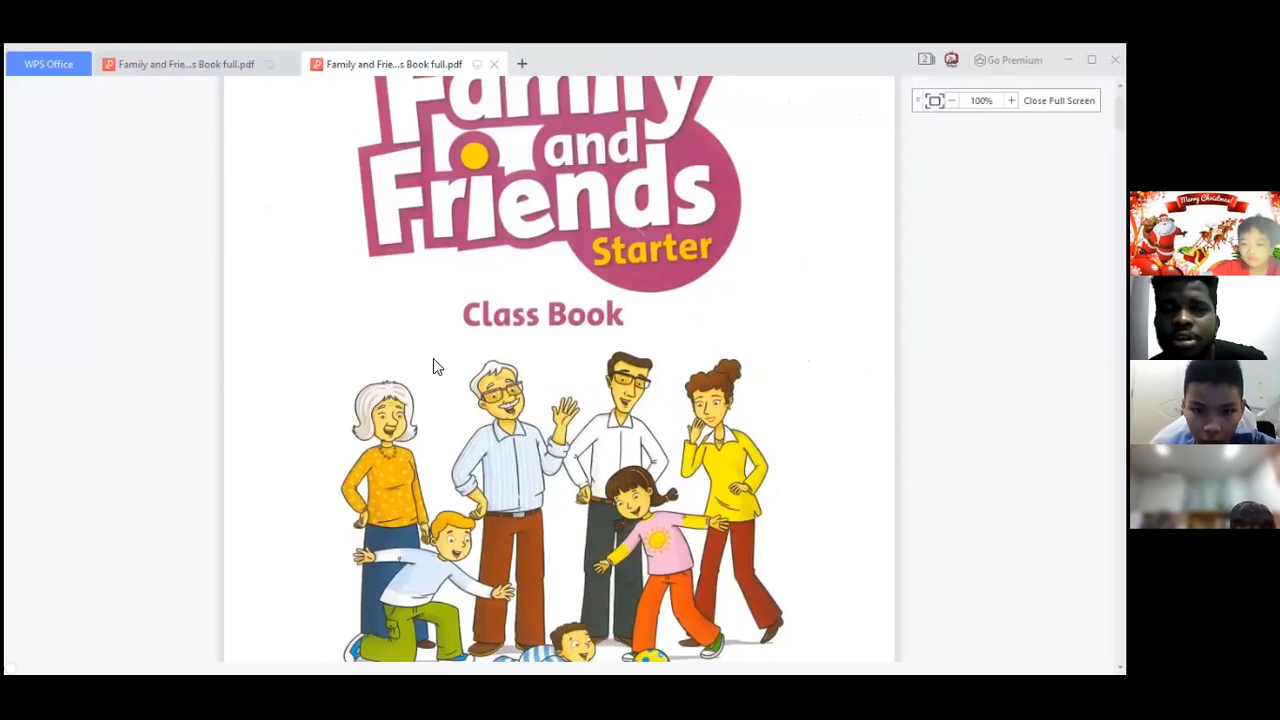 WPS Office
Family and Frie...s Book full.pdf
Family and Frie...s Book full.pdf
2
Go Premium
100%
Close Full Screen
Family
and
Friends
Starter
Class Book
Merry Christmas!